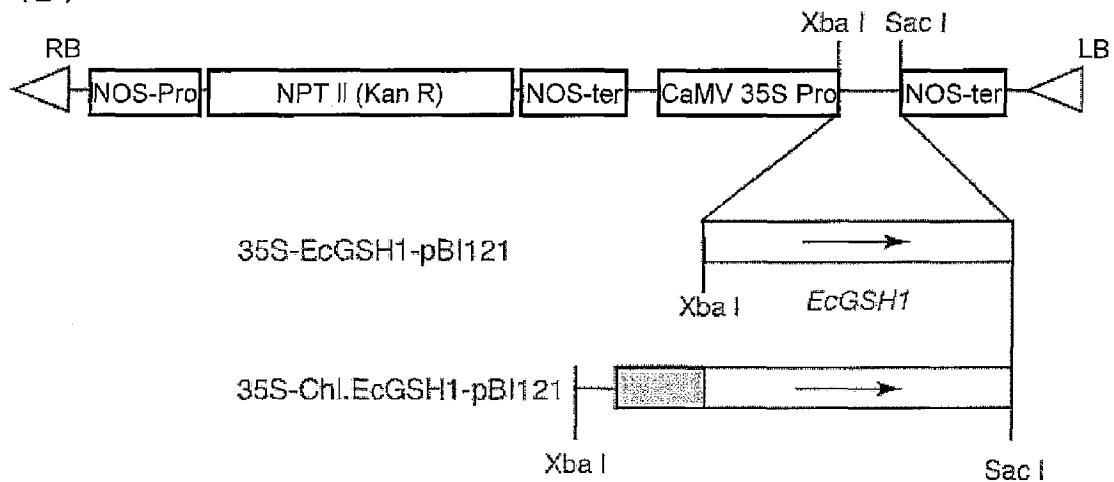 Xba I Sac I
RB LB
NOS-Pro NPT II (Kan R) NOS-ter CaMV 35S Pro NOS-ter
35S-EcGSH1-pBI121
Xba I EcGSH1
35S-Chl.EcGSH1-pBI121
Xba I Sac I